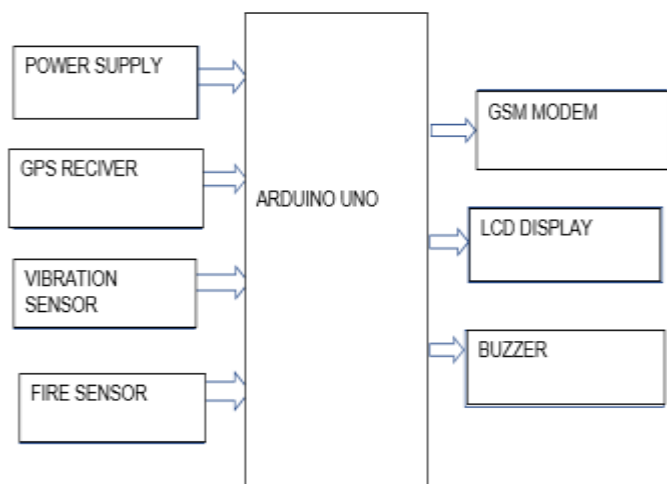 POWER SUPPLY
GPS RECIVER
VIBRATION
SENSOR
FIRE SENSOR
ARDUINO UNO
GSM MODEM
LCD DISPLAY
BUZZER